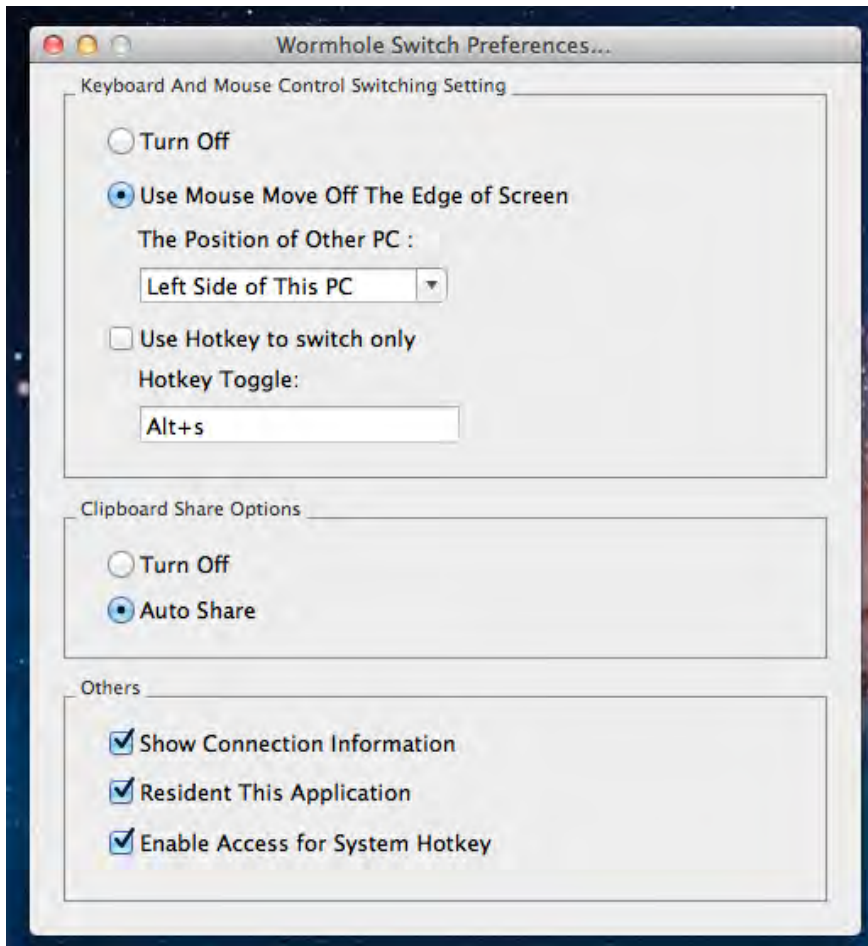 Wormhole Switch Preferences...
Keyboard And Mouse Control Switching Setting
Turn Off
Use Mouse Move Off The Edge of Screen
The Position of Other PC :
Left Side of This PC
Use Hotkey to switch only
Hotkey Toggle:
Alt+s
Clipboard Share Options
Turn Off
Auto Share
Others
Show Connection Information
Resident This Application
Enable Access for System Hotkey